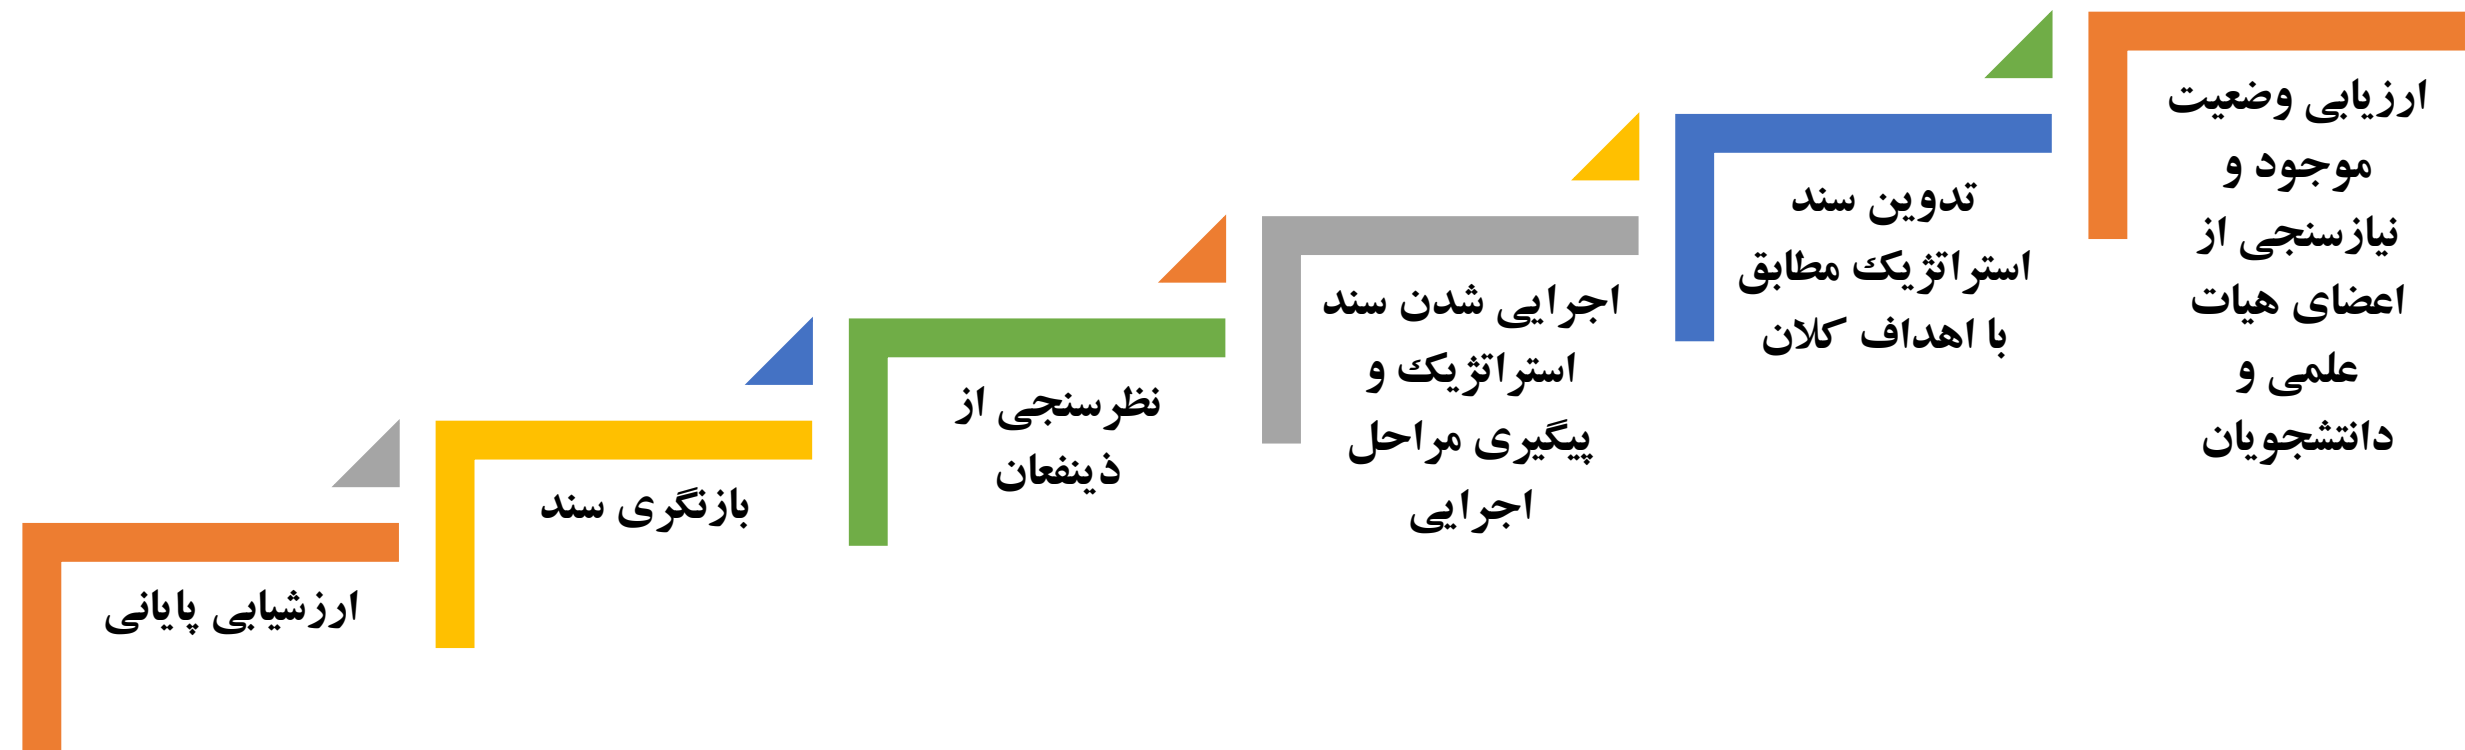 ارزیابی وضعیت
موجود و
نیازسنجی از
اعضای هیات
علمی و
دانتشجویان
تدوین سند
استراتژیک مطابق
با اهداف کلان
اجرایی شدن سند
استراتژیک و
پیگیری مراحل
اجرایی
نظرسنجی از
ذینفعان
بازنگری سند
ارزشیابی پایانی